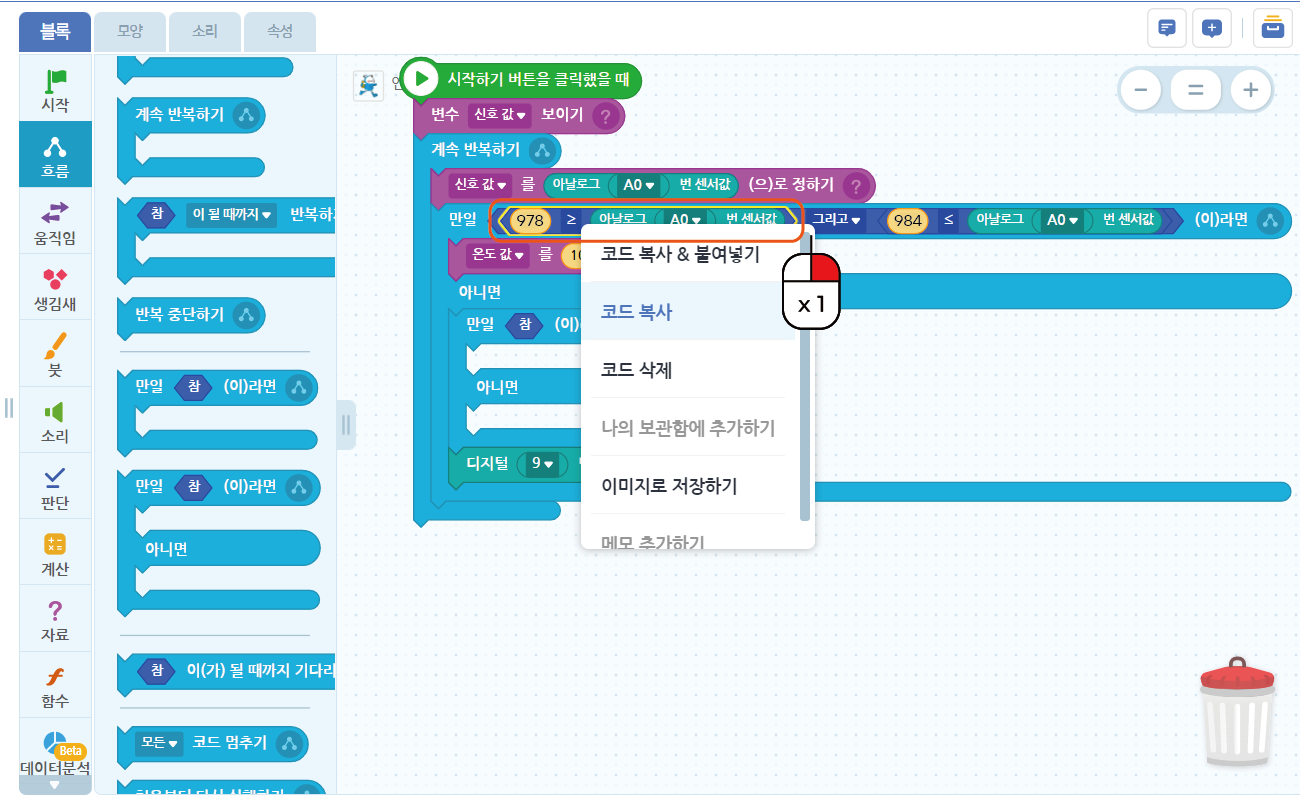 블록
모양
소리
속성
시작
흐름
움직임
생김새
붓
소리
판단
계산
자료
함수
Beta
데이터분석
계속 반복하기
참 이 될 때까지 ▼ 반복하
반복 중단하기
만일 참 (이)라면
만일 참 (이)라면
아니면
참 이(가) 될 때까지 기다리
모든 ▼ 코드 멈추기
시작하기 버튼을 클릭했을 때
변수 신호 값 ▼ 보이기 ?
계속 반복하기
신호 값 ▼ 를 아날로그 A0 ▼ 번 센서값 (으)로 정하기 ?
만일 978 ≥ 아날로그 A0 ▼ 번 센서값 그리고 ▼ 984 ≤ 아날로그 A0 ▼ 번 센서값 (이)라면
온도 값 ▼ 를 10
아니면
만일 참 (이)
아니면
디지털 9 ▼
코드 복사 & 붙여넣기
코드 복사
코드 삭제
나의 보관함에 추가하기
이미지로 저장하기
메모 추가하기
x 1